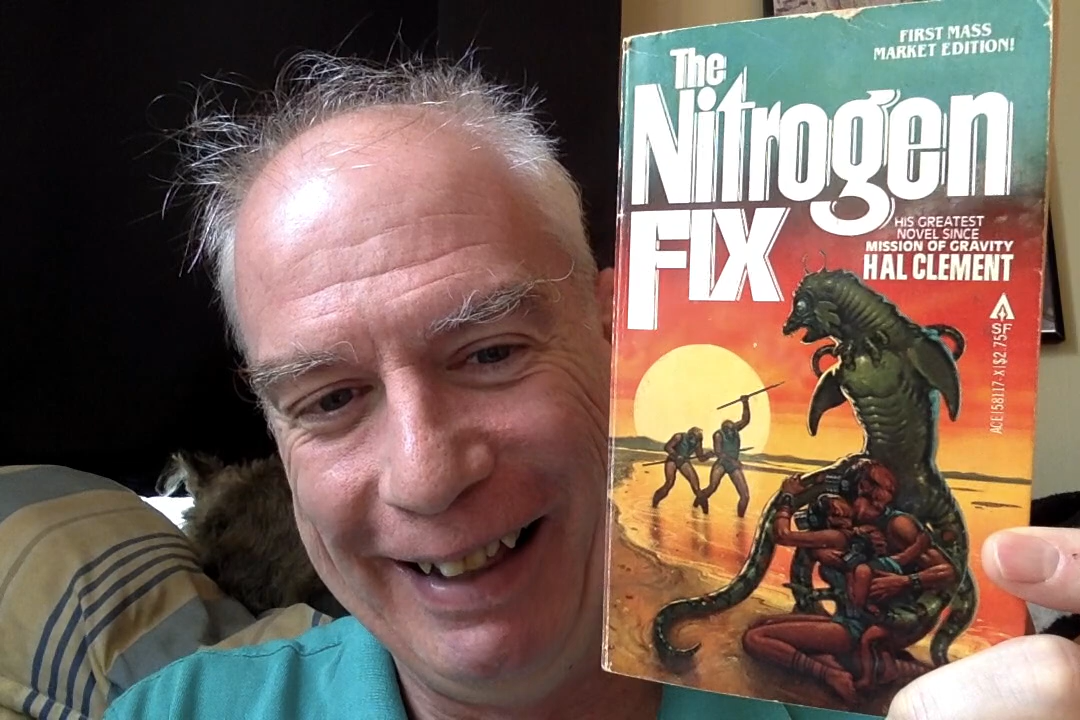 FIRST MASS
MARKET EDITION!
The
Nitrogen
FIX
HIS GREATEST
NOVEL SINCE
MISSION OF GRAVITY
HAL CLEMENT
SF
ACE|58117-X|$2.75